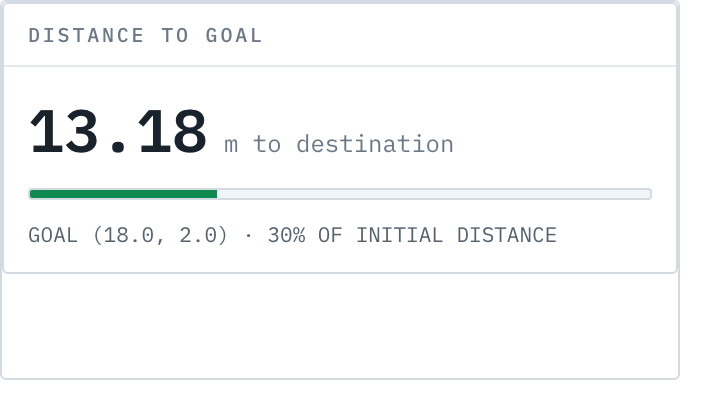 DISTANCE TO GOAL
13.18 m to destination
GOAL (18.0, 2.0) · 30% OF INITIAL DISTANCE